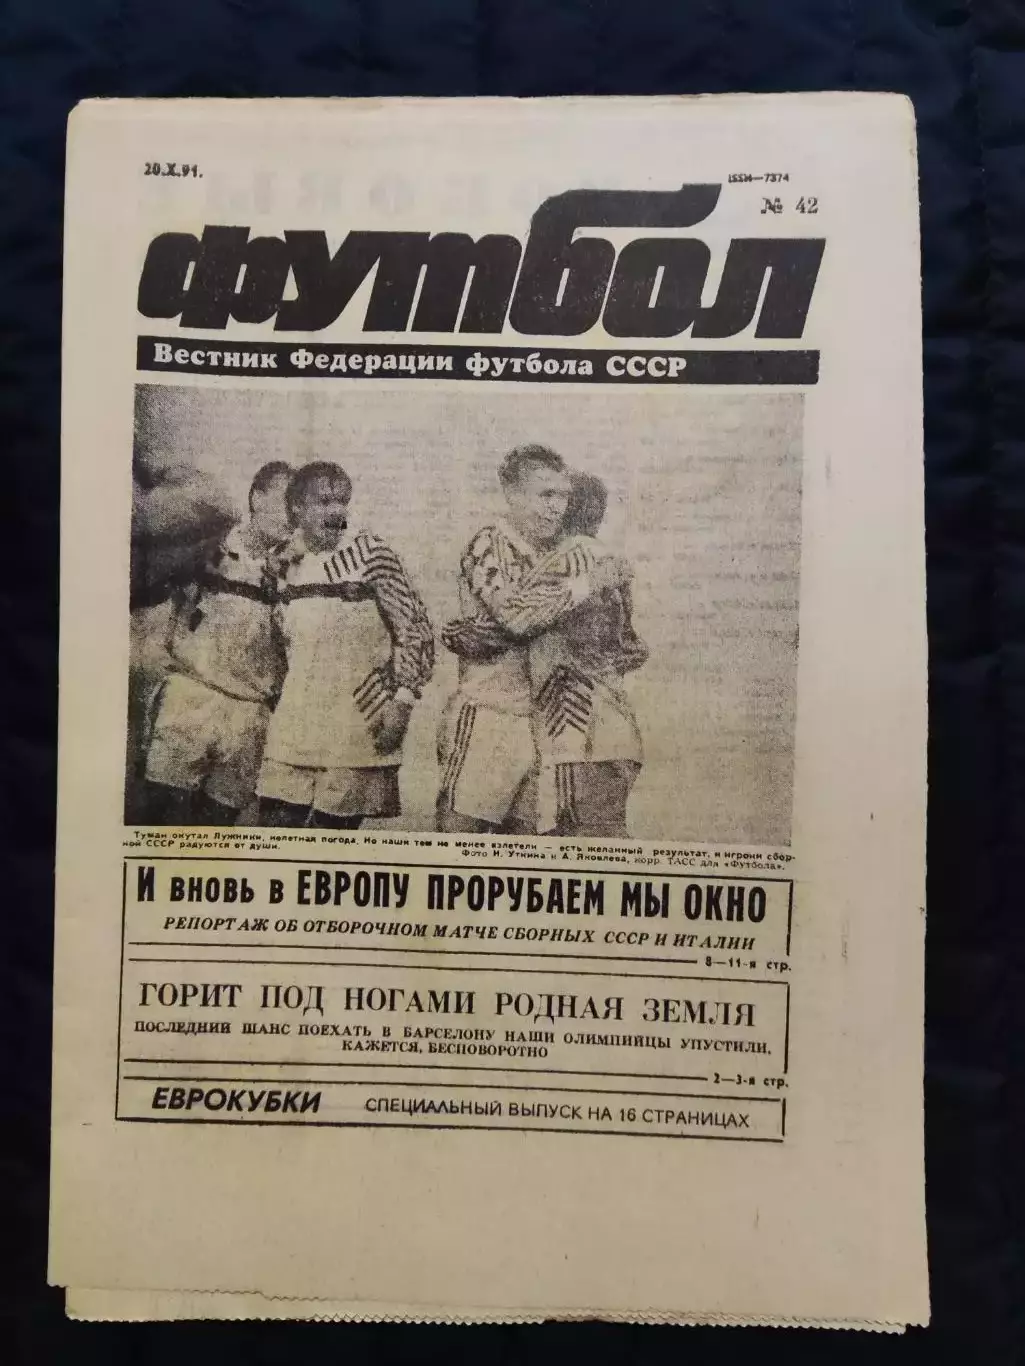 20.X.91.
ISSN—7374
№ 42
футбол
Вестник Федерации футбола СССР
Туман окутал Лужники, нелетная погода. Но наши тем не менее взлетели — есть желанный результат, и игроки сбор-
ной СССР радуются от души.
Фото И. Уткина и А. Яковлева, корр. ТАСС для «Футбола».
И вновь в ЕВРОПУ ПРОРУБАЕМ МЫ ОКНО
РЕПОРТАЖ ОБ ОТБОРОЧНОМ МАТЧЕ СБОРНЫХ СССР И ИТАЛИИ
8—11-я стр.
ГОРИТ ПОД НОГАМИ РОДНАЯ ЗЕМЛЯ
ПОСЛЕДНИЙ ШАНС ПОЕХАТЬ В БАРСЕЛОНУ НАШИ ОЛИМПИЙЦЫ УПУСТИЛИ,
КАЖЕТСЯ, БЕСПОВОРОТНО
2—3-я стр.
ЕВРОКУБКИ СПЕЦИАЛЬНЫЙ ВЫПУСК НА 16 СТРАНИЦАХ